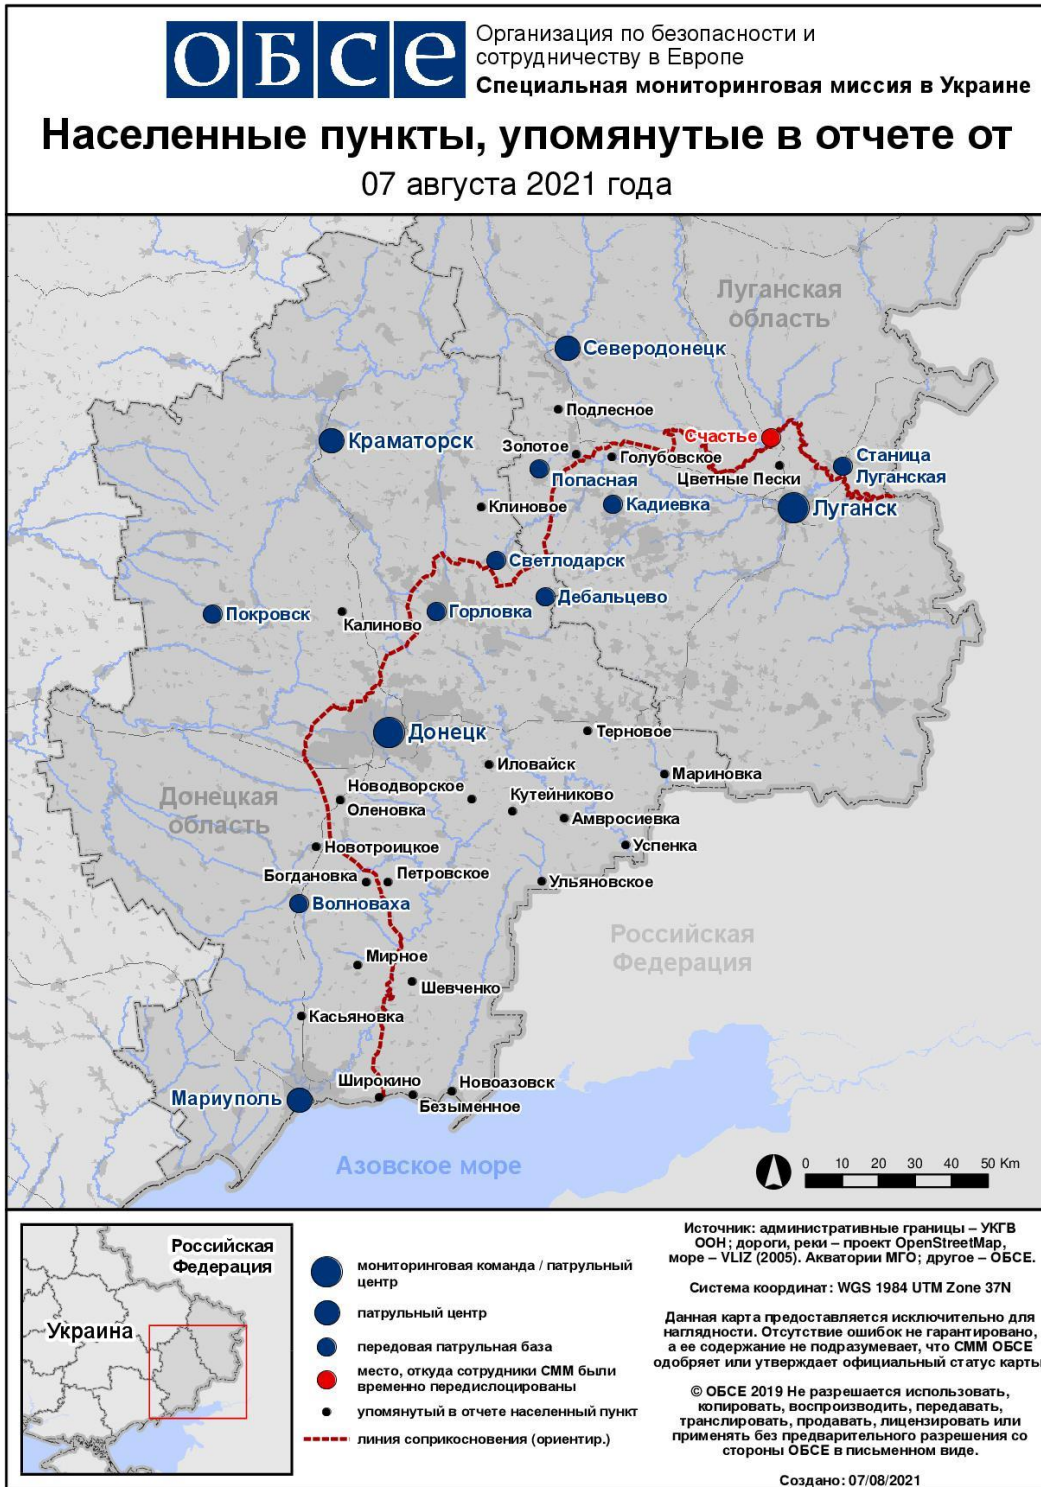 ОБСЕ
Организация по безопасности и
сотрудничеству в Европе
Специальная мониторинговая миссия в Украине
Населенные пункты, упомянутые в отчете от
07 августа 2021 года
Луганская
область
Северодонецк
Подлесное
Краматорск
Счастье
Золотое
Голубовское
Станица
Луганская
Попасная
Цветные Пески
Клиновое
Кадиевка
Луганск
Светлодарск
Дебальцево
Покровск
Горловка
Калиново
Донецк
Терновое
Иловайск
Мариновка
Донецкая
область
Новодворское
Оленовка
Кутейниково
Амвросиевка
Новотроицкое
Успенка
Богдановка
Петровское
Ульяновское
Волноваха
Российская
Федерация
Мирное
Шевченко
Касьяновка
Широкино
Новоазовск
Мариуполь
Безыменное
Азовское море
0 10 20 30 40 50 Km
Российская
Федерация
Украина
мониторинговая команда / патрульный
центр
патрульный центр
передовая патрульная база
место, откуда сотрудники СММ были
временно передислоцированы
упомянутый в отчете населенный пункт
линия соприкосновения (ориентир.)
Источник: административные границы – УКГВ
ООН; дороги, реки – проект OpenStreetMap,
море – VLIZ (2005). Акватории МГО; другое – ОБСЕ.
Система координат: WGS 1984 UTM Zone 37N
Данная карта предоставляется исключительно для
наглядности. Отсутствие ошибок не гарантировано,
а ее содержание не подразумевает, что СММ ОБСЕ
одобряет или утверждает официальный статус карты
© ОБСЕ 2019 Не разрешается использовать,
копировать, воспроизводить, передавать,
транслировать, продавать, лицензировать или
применять без предварительного разрешения со
стороны ОБСЕ в письменном виде.
Создано: 07/08/2021